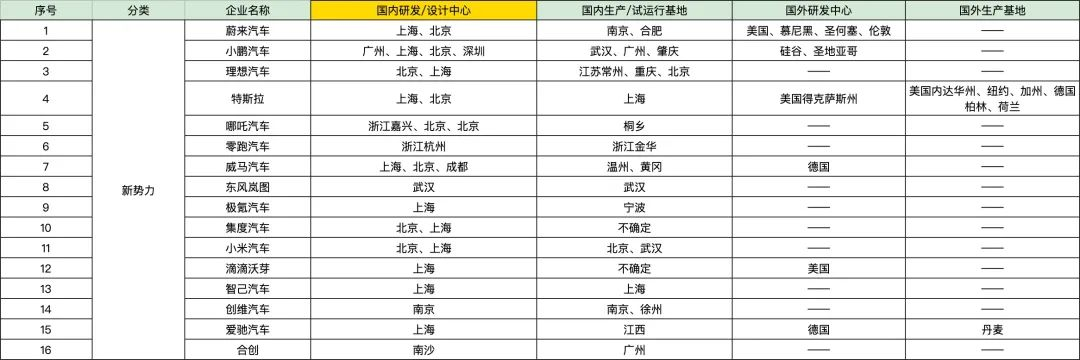 序号 分类 企业名称 国内研发/设计中心 国内生产/试运行基地 国外研发中心 国外生产基地
1 蔚来汽车 上海、北京 南京、合肥 美国、慕尼黑、圣何塞、伦敦 ——
2 小鹏汽车 广州、上海、北京、深圳 武汉、广州、肇庆 硅谷、圣地亚哥 ——
3 理想汽车 北京、上海 江苏常州、重庆、北京 —— ——
4 特斯拉 上海、北京 上海 美国得克萨斯州 美国内达华州、纽约、加州、德国
柏林、荷兰
5 哪吒汽车 浙江嘉兴、北京、北京 桐乡 —— ——
6 零跑汽车 浙江杭州 浙江金华 —— ——
7 威马汽车 上海、北京、成都 温州、黄冈 德国 ——
新势力
8 东风岚图 武汉 武汉 —— ——
9 极氪汽车 上海 宁波 —— ——
10 集度汽车 北京、上海 不确定 —— ——
11 小米汽车 北京、上海 北京、武汉 —— ——
12 滴滴沃芽 上海 不确定 美国 ——
13 智己汽车 上海 上海 —— ——
14 创维汽车 南京 南京、徐州 —— ——
15 爱驰汽车 上海 江西 德国 丹麦
16 合创 南沙 广州 —— ——